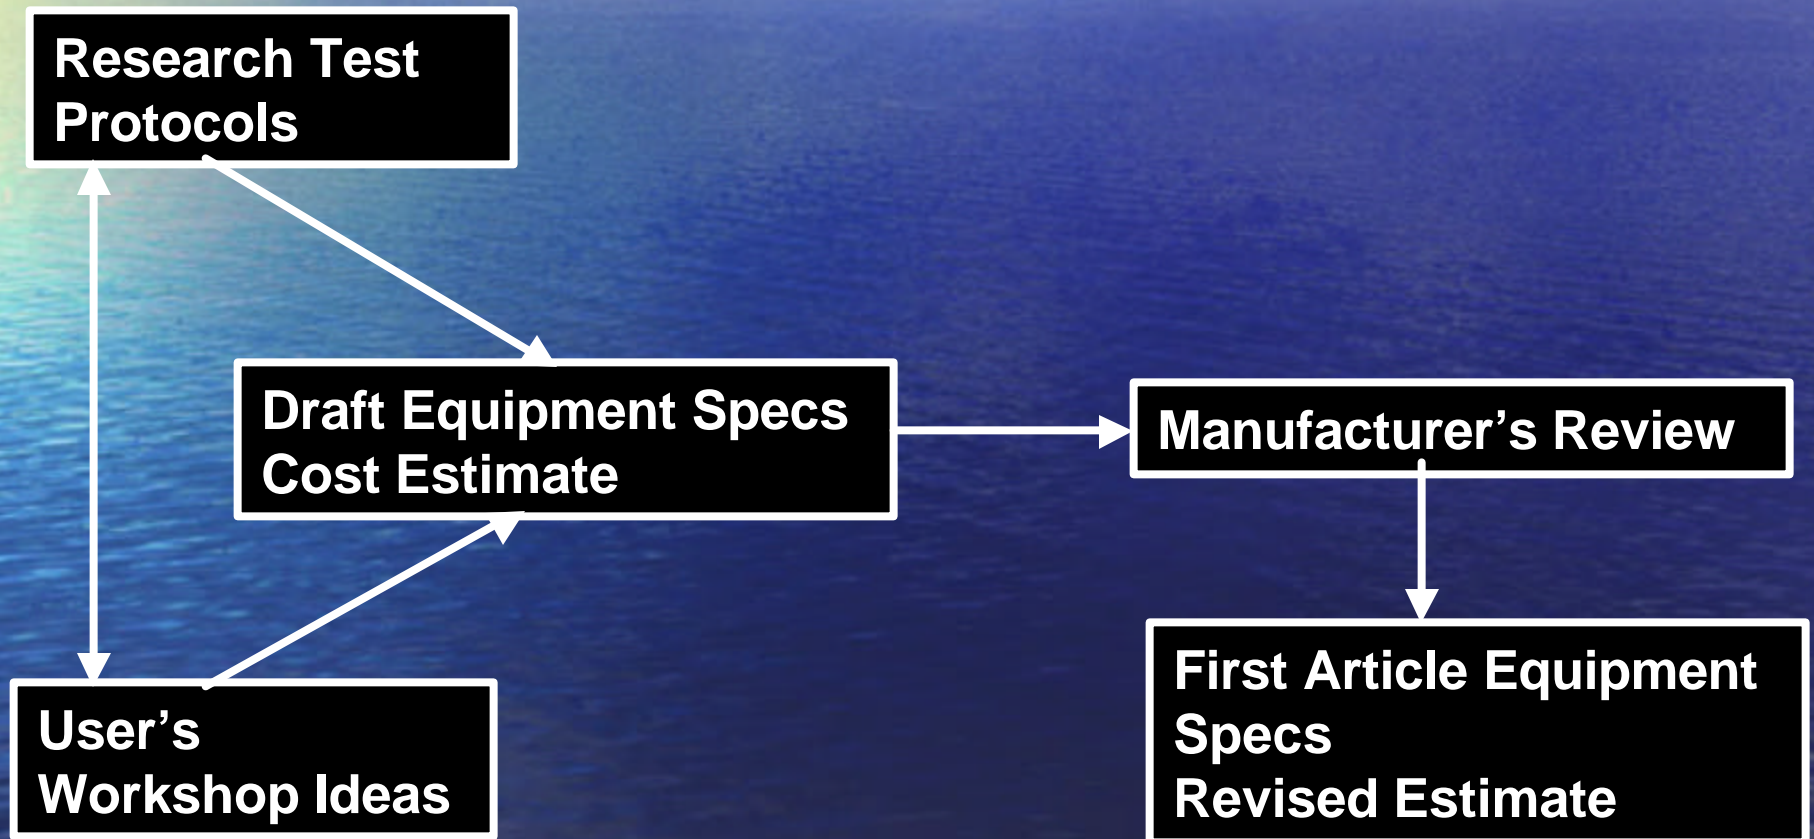 Research Test
Protocols
Draft Equipment Specs
Cost Estimate
Manufacturer’s Review
User’s
Workshop Ideas
First Article Equipment
Specs
Revised Estimate